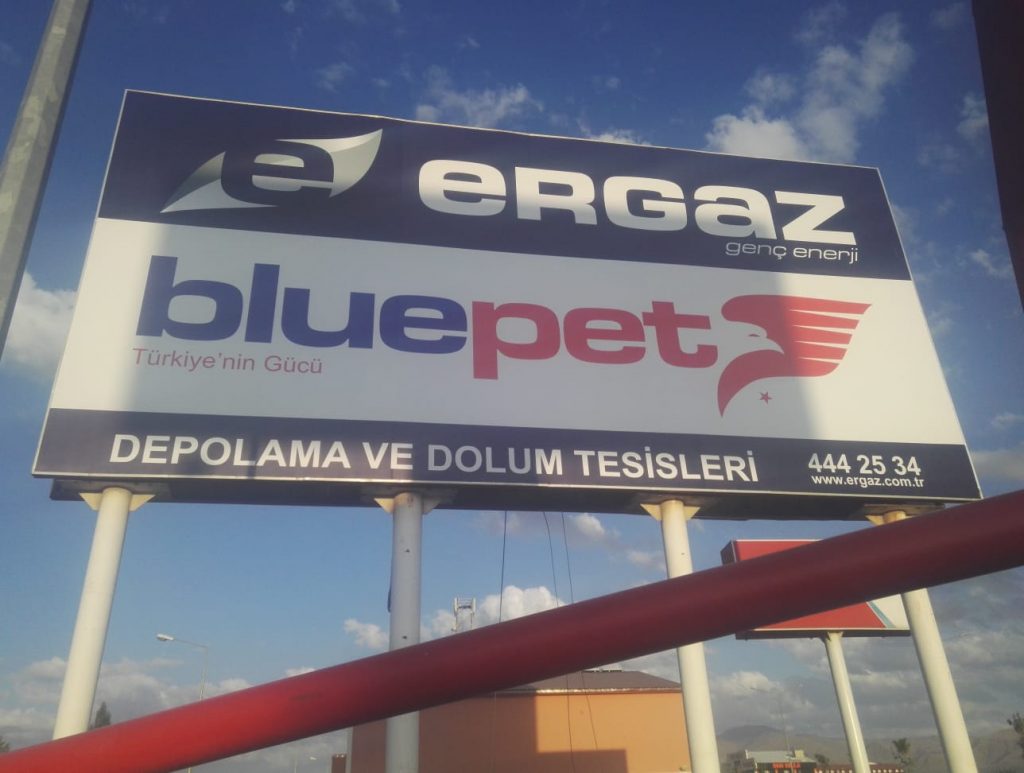 e ergaz
genç enerji
bluepet
Türkiye'nin Gücü
DEPOLAMA VE DOLUM TESİSLERİ
444 25 34
www.ergaz.com.tr